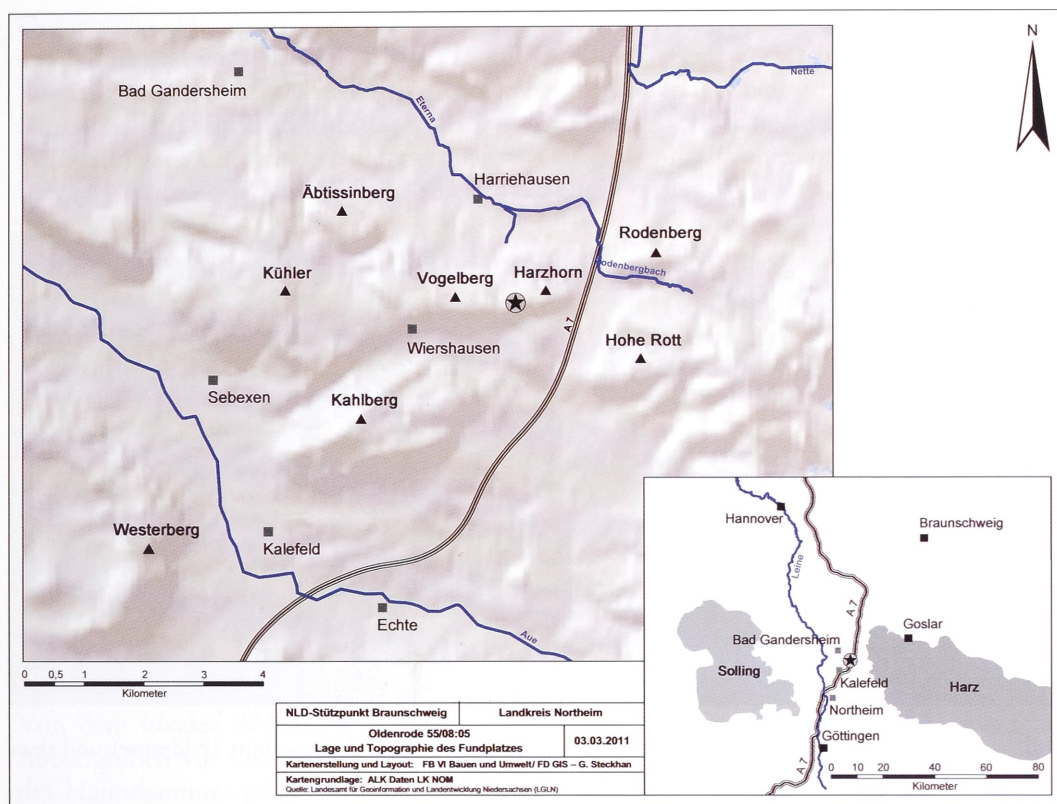 N
Nette
Bad Gandersheim
Eterna
Harriehausen
Äbtissinberg
Rodenberg
Rodenbergbach
Kühler
Vogelberg
Harzhorn
A 7
Wiershausen
Hohe Rott
Sebexen
Kahlberg
Westerberg
Kalefeld
Echte
Aue
0 0,5 1 2 3 4
Kilometer
Hannover
Braunschweig
Leine
A 7
Goslar
Bad Gandersheim
Solling
Kalefeld
Harz
Northeim
Göttingen
A 7
0 10 20 40 60 80
Kilometer
NLD-Stützpunkt Braunschweig
Landkreis Northeim
Oldenrode 55/08:05
Lage und Topographie des Fundplatzes
03.03.2011
Kartenerstellung und Layout: FB VI Bauen und Umwelt/ FD GIS – G. Steckhan
Kartengrundlage: ALK Daten LK NOM
Quelle: Landesamt für Geoinformation und Landentwicklung Niedersachsen (LGLN)